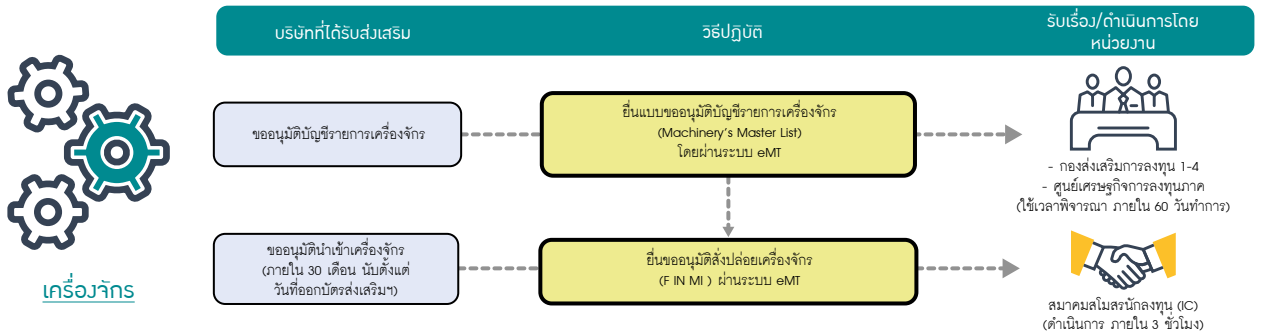 บริษัทที่ได้รับส่งเสริม
วิธีปฏิบัติ
รับเรื่อง/ดำเนินการโดย
หน่วยงาน
เครื่องจักร
ขออนุมัติบัญชีรายการเครื่องจักร
ยื่นแบบขออนุมัติบัญชีรายการเครื่องจักร
(Machinery's Master List)
โดยผ่านระบบ eMT
- กองส่งเสริมการลงทุน 1-4
- ศูนย์เศรษฐกิจการลงทุนภาค
(ใช้เวลาพิจารณา ภายใน 60 วันทำการ)
ขออนุมัตินำเข้าเครื่องจักร
(ภายใน 30 เดือน นับตั้งแต่
วันที่ออกบัตรส่งเสริมฯ)
ยื่นขออนุมัติสั่งปล่อยเครื่องจักร
(F IN MI ) ผ่านระบบ eMT
สมาคมสโมสรนักลงทุน (IC)
(ดำเนินการ ภายใน 3 ชั่วโมง)